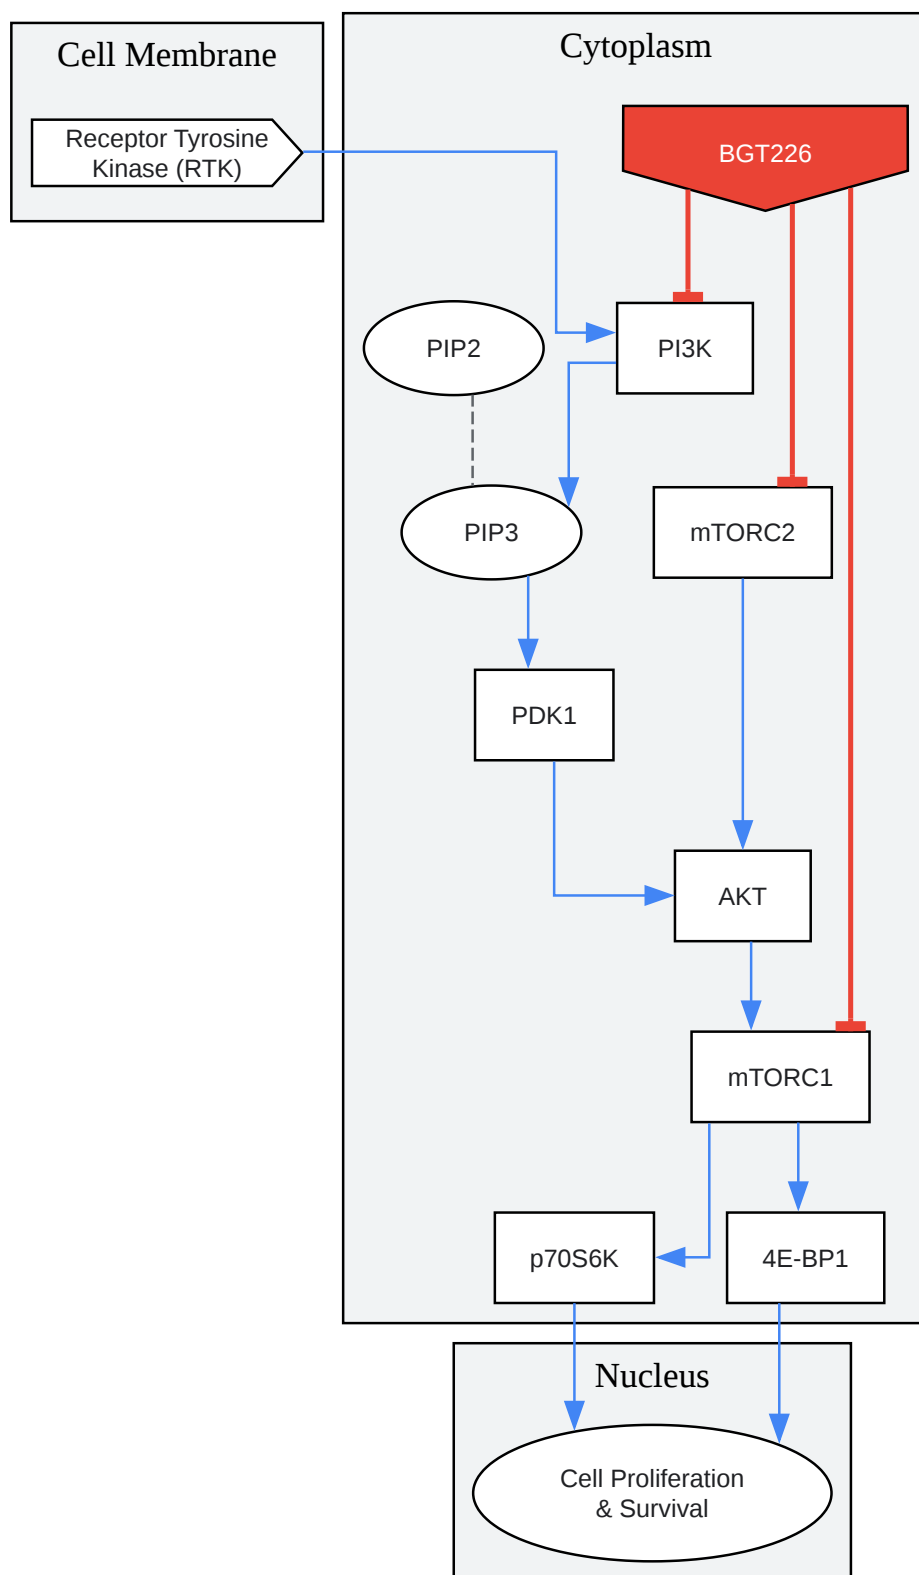 Cell Membrane
Receptor Tyrosine
Kinase (RTK)
Cytoplasm
BGT226
PIP2
PI3K
PIP3
mTORC2
PDK1
AKT
mTORC1
p70S6K
4E-BP1
Nucleus
Cell Proliferation
& Survival